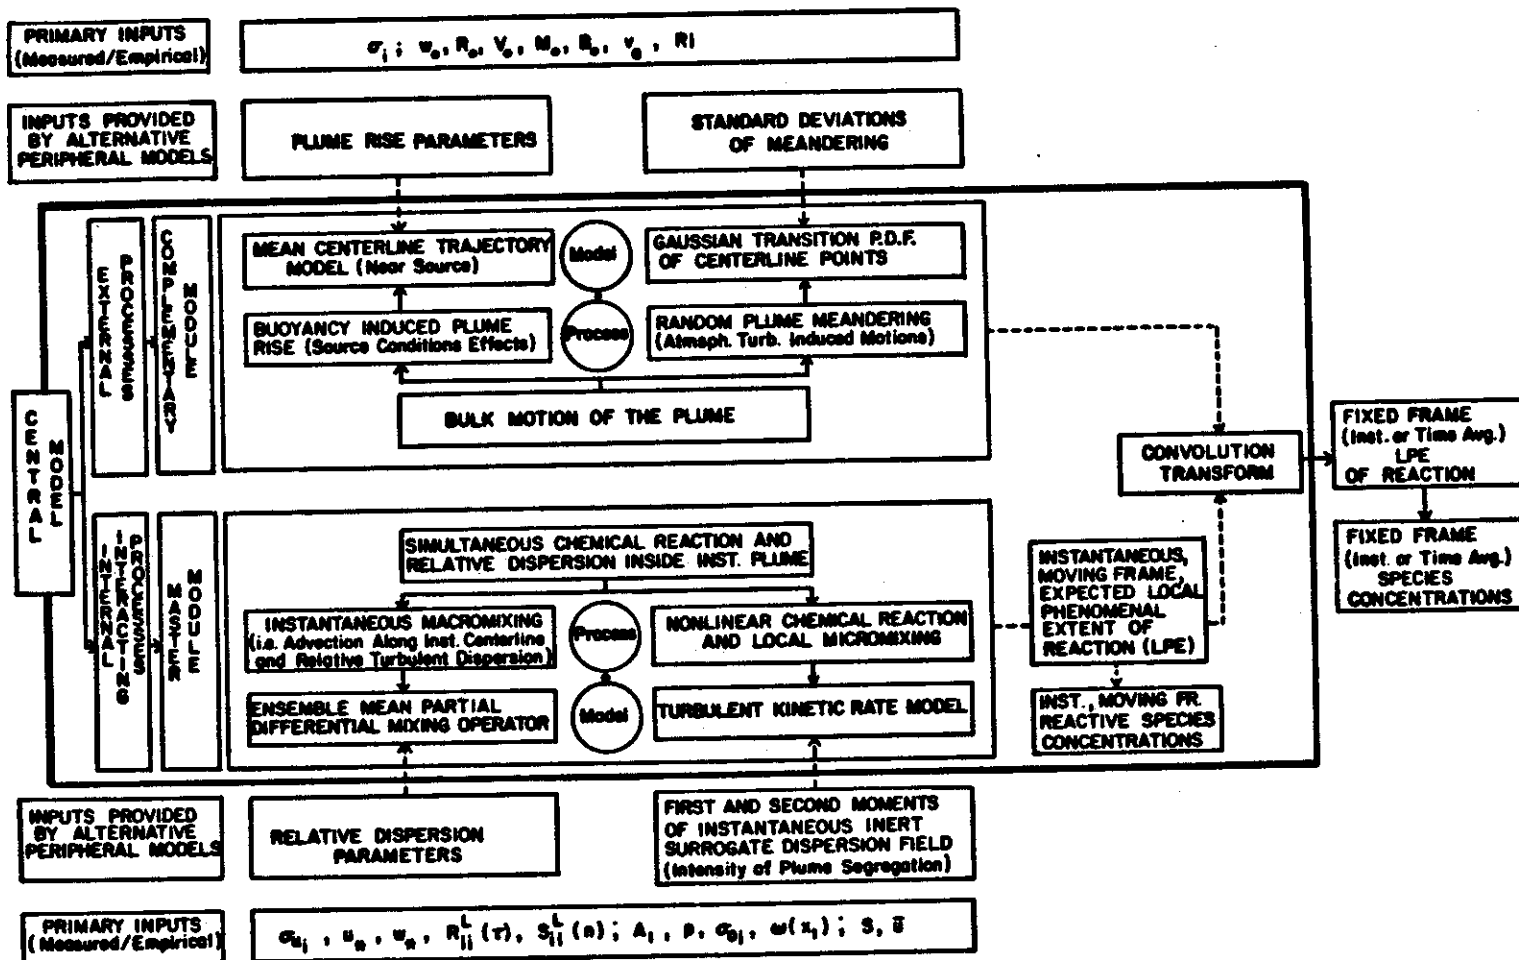 PRIMARY INPUTS
(Measured/Empirical)
INPUTS PROVIDED
BY ALTERNATIVE
PERIPHERAL MODELS
PLUME RISE PARAMETERS
STANDARD DEVIATIONS
OF MEANDERING
CENTRAL
MODEL
EXTERNAL
PROCESSES
COMPLEMENTARY
MODULE
MEAN CENTERLINE TRAJECTORY
MODEL (Near Source)
Model
GAUSSIAN TRANSITION P.D.F.
OF CENTERLINE POINTS
BUOYANCY INDUCED PLUME
RISE (Source Conditions Effects)
Process
RANDOM PLUME MEANDERING
(Atmsph. Turb. Induced Motions)
BULK MOTION OF THE PLUME
CONVOLUTION
TRANSFORM
FIXED FRAME
(Inst. or Time Avg.)
LPE
OF REACTION
FIXED FRAME
(Inst. or Time Avg.)
SPECIES
CONCENTRATIONS
INTERNAL
INTERACTING
PROCESSES
MASTER
MODULE
SIMULTANEOUS CHEMICAL REACTION AND
RELATIVE DISPERSION INSIDE INST. PLUME
INSTANTANEOUS MACROMIXING
(i.e. Advection Along Inst. Centerline
and Relative Turbulent Dispersion)
Process
NONLINEAR CHEMICAL REACTION
AND LOCAL MICROMIXING
ENSEMBLE MEAN PARTIAL
DIFFERENTIAL MIXING OPERATOR
Model
TURBULENT KINETIC RATE MODEL
INSTANTANEOUS,
MOVING FRAME,
EXPECTED LOCAL
PHENOMENAL
EXTENT OF
REACTION (LPE)
INST., MOVING FR.
REACTIVE SPECIES
CONCENTRATIONS
INPUTS PROVIDED
BY ALTERNATIVE
PERIPHERAL MODELS
RELATIVE DISPERSION
PARAMETERS
FIRST AND SECOND MOMENTS
OF INSTANTANEOUS INERT
SURROGATE DISPERSION FIELD
(Intensity of Plume Segregation)
PRIMARY INPUTS
(Measured/Empirical)